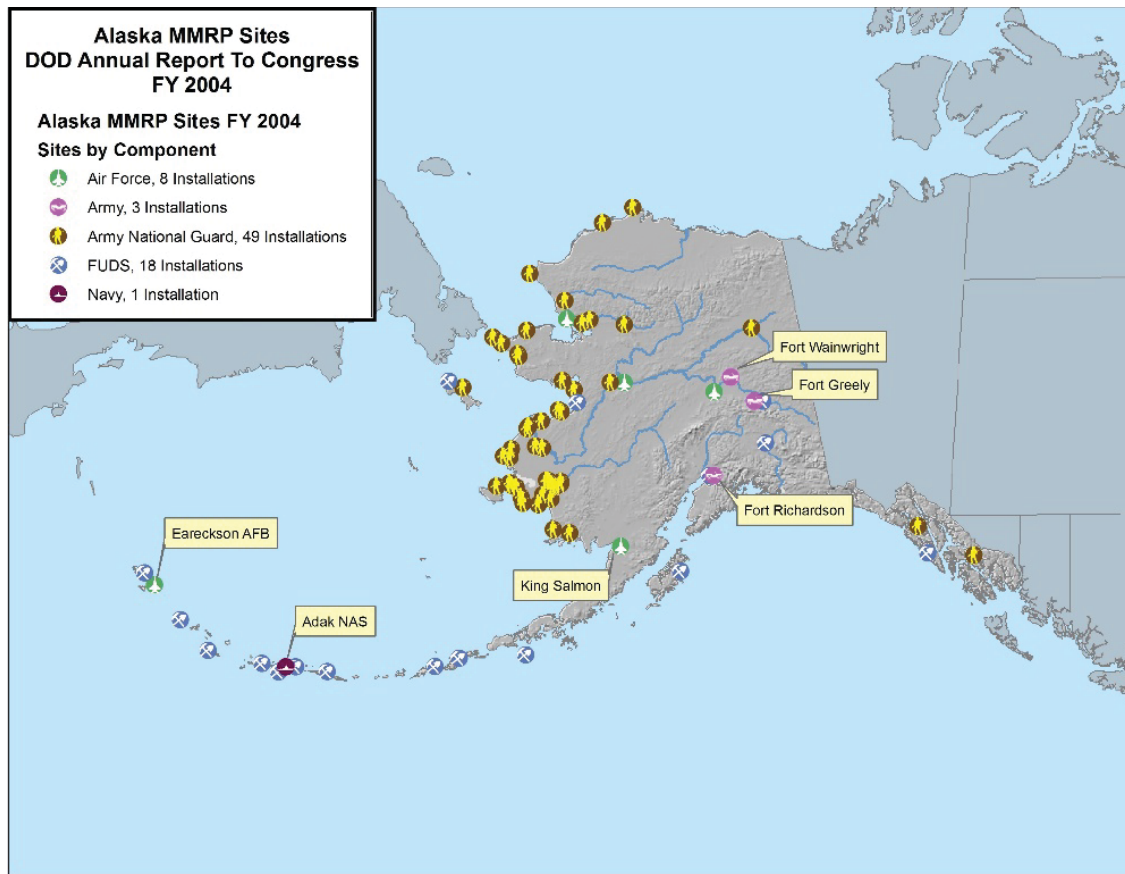 Alaska MMRP Sites
DOD Annual Report To Congress
FY 2004
Alaska MMRP Sites FY 2004
Sites by Component
Air Force, 8 Installations
Army, 3 Installations
Army National Guard, 49 Installations
FUDS, 18 Installations
Navy, 1 Installation
Fort Wainwright
Fort Greely
Fort Richardson
Eareckson AFB
King Salmon
Adak NAS